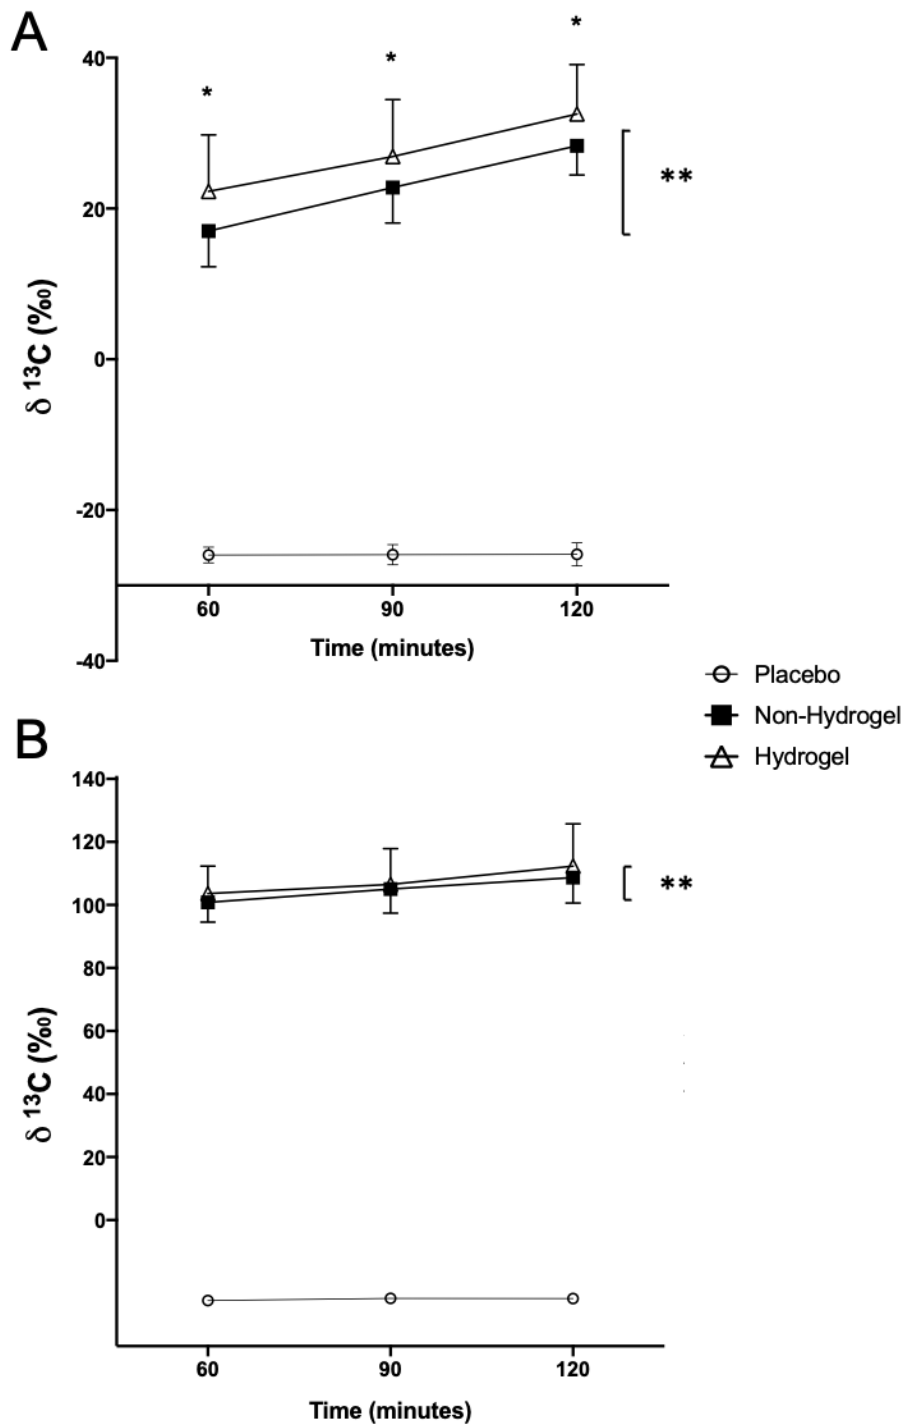 A
*
*
*
40
20
0
-20
-40
δ ¹³C (‰)
**
60 90 120
Time (minutes)
Placebo
Non-Hydrogel
Hydrogel
B
140
120
100
80
60
40
20
0
δ ¹³C (‰)
**
60 90 120
Time (minutes)